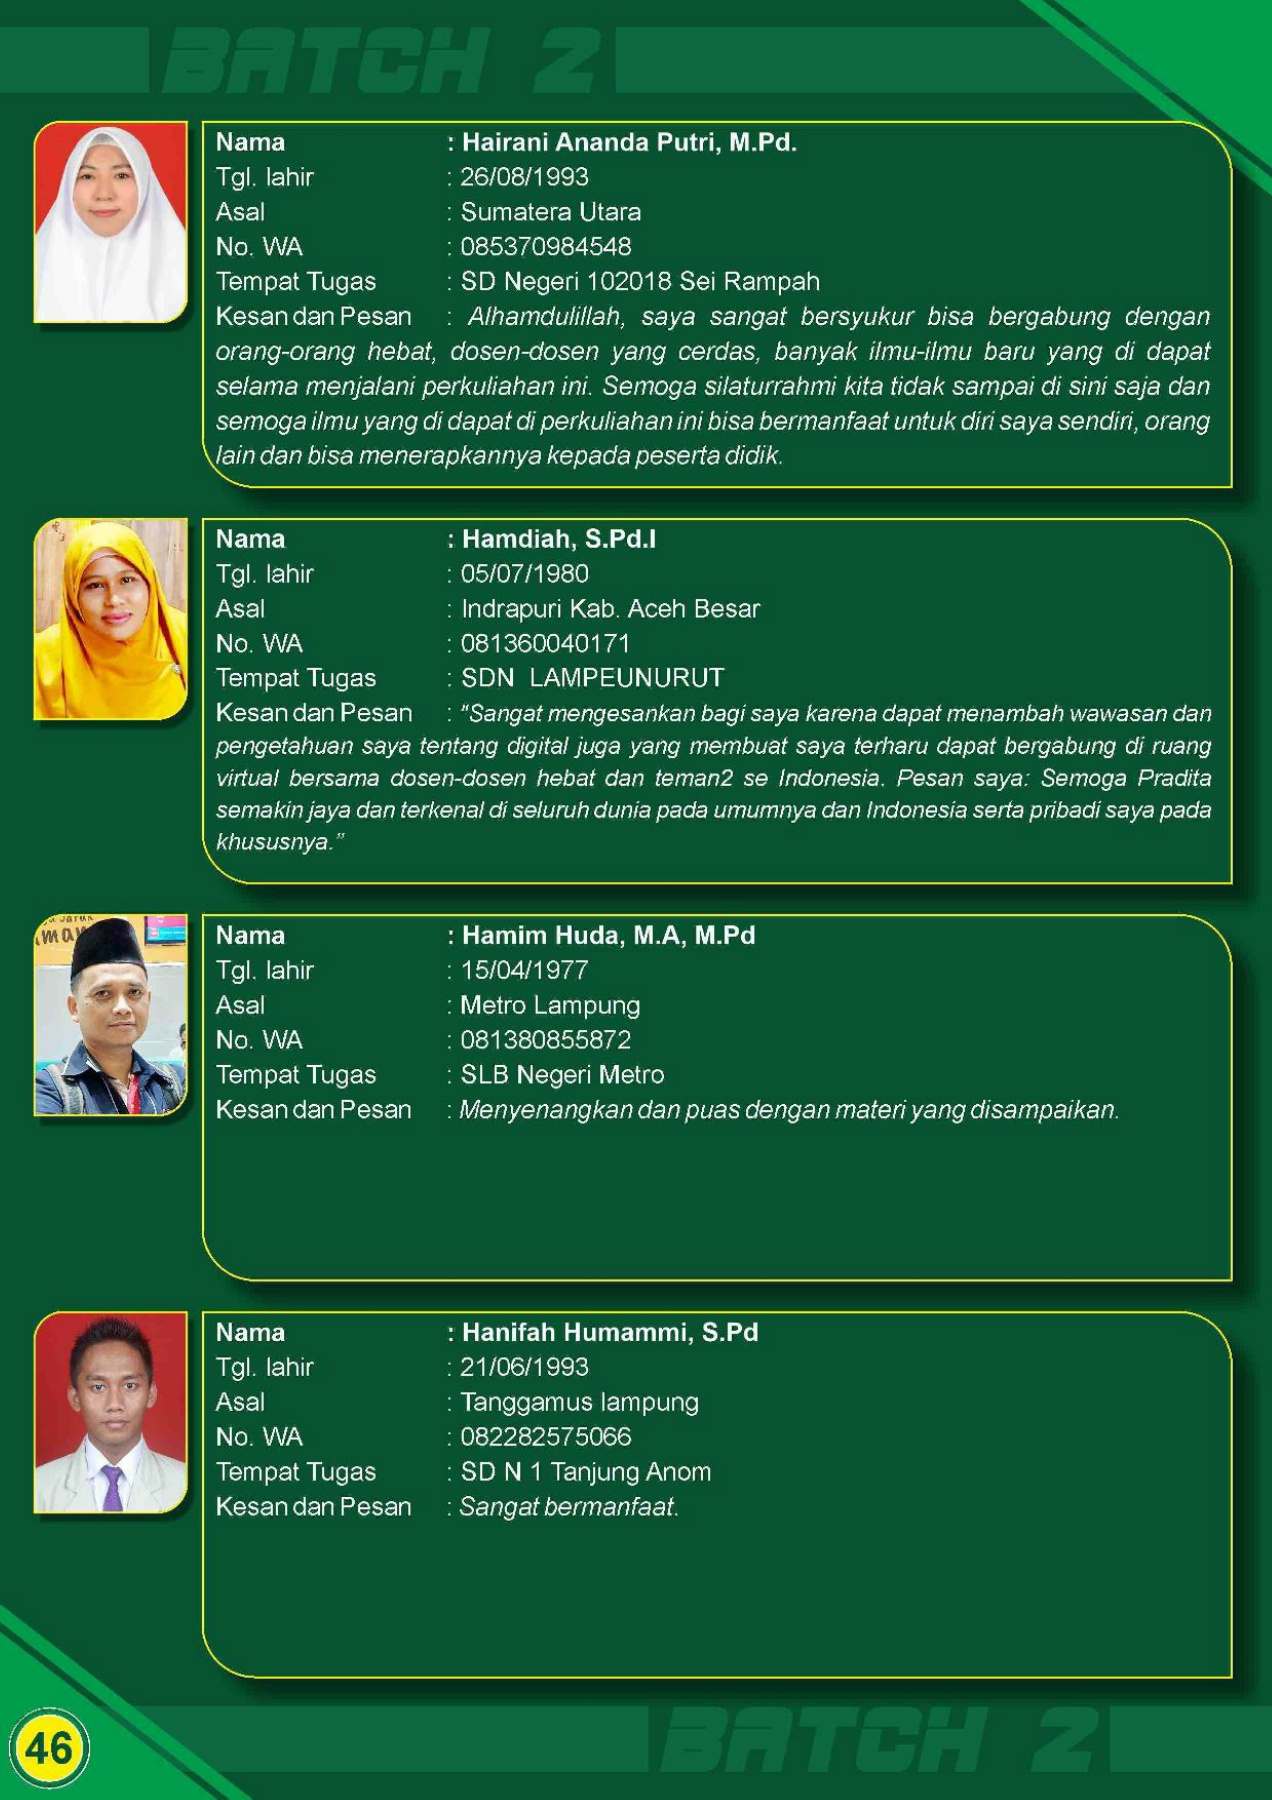 BATCH 2
Nama : Hairani Ananda Putri, M.Pd.
Tgl. lahir : 26/08/1993
Asal : Sumatera Utara
No. WA : 085370984548
Tempat Tugas : SD Negeri 102018 Sei Rampah
Kesan dan Pesan : Alhamdulillah, saya sangat bersyukur bisa bergabung dengan
orang-orang hebat, dosen-dosen yang cerdas, banyak ilmu-ilmu baru yang di dapat
selama menjalani perkuliahan ini. Semoga silaturrahmi kita tidak sampai di sini saja dan
semoga ilmu yang di dapat di perkuliahan ini bisa bermanfaat untuk diri saya sendiri, orang
lain dan bisa menerapkannya kepada peserta didik.
Nama : Hamdiah, S.Pd.I
Tgl. lahir : 05/07/1980
Asal : Indrapuri Kab. Aceh Besar
No. WA : 081360040171
Tempat Tugas : SDN LAMPEUNURUT
Kesan dan Pesan : "Sangat mengesankan bagi saya karena dapat menambah wawasan dan
pengetahuan saya tentang digital juga yang membuat saya terharu dapat bergabung di ruang
virtual bersama dosen-dosen hebat dan teman2 se Indonesia. Pesan saya: Semoga Pradita
semakin jaya dan terkenal di seluruh dunia pada umumnya dan Indonesia serta pribadi saya pada
khususnya."
Nama : Hamim Huda, M.A, M.Pd
Tgl. lahir : 15/04/1977
Asal : Metro Lampung
No. WA : 081380855872
Tempat Tugas : SLB Negeri Metro
Kesan dan Pesan : Menyenangkan dan puas dengan materi yang disampaikan.
Nama : Hanifah Humammi, S.Pd
Tgl. lahir : 21/06/1993
Asal : Tanggamus lampung
No. WA : 082282575066
Tempat Tugas : SD N 1 Tanjung Anom
Kesan dan Pesan : Sangat bermanfaat.
BATCH 2
46